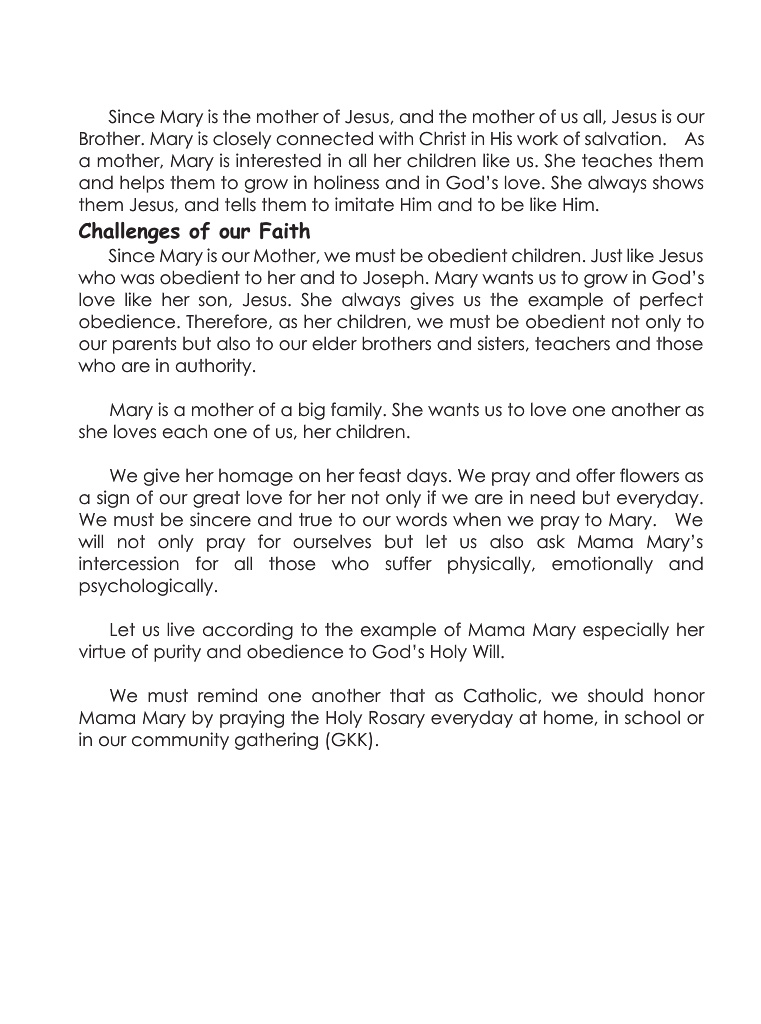 Since Mary is the mother of Jesus, and the mother of us all, Jesus is our
Brother. Mary is closely connected with Christ in His work of salvation. As
a mother, Mary is interested in all her children like us. She teaches them
and helps them to grow in holiness and in God's love. She always shows
them Jesus, and tells them to imitate Him and to be like Him.
Challenges of our Faith
Since Mary is our Mother, we must be obedient children. Just like Jesus
who was obedient to her and to Joseph. Mary wants us to grow in God's
love like her son, Jesus. She always gives us the example of perfect
obedience. Therefore, as her children, we must be obedient not only to
our parents but also to our elder brothers and sisters, teachers and those
who are in authority.
Mary is a mother of a big family. She wants us to love one another as
she loves each one of us, her children.
We give her homage on her feast days. We pray and offer flowers as
a sign of our great love for her not only if we are in need but everyday.
We must be sincere and true to our words when we pray to Mary. We
will not only pray for ourselves but let us also ask Mama Mary's
intercession for all those who suffer physically, emotionally and
psychologically.
Let us live according to the example of Mama Mary especially her
virtue of purity and obedience to God's Holy Will.
We must remind one another that as Catholic, we should honor
Mama Mary by praying the Holy Rosary everyday at home, in school or
in our community gathering (GKK).